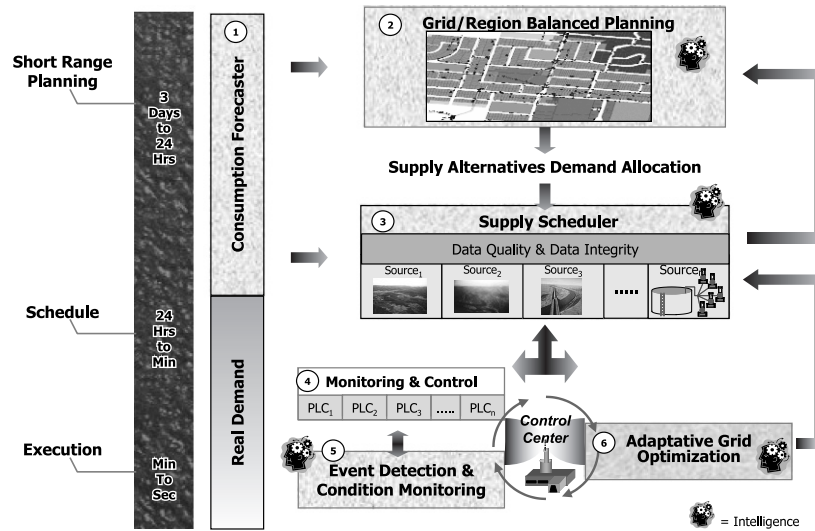 Short Range
Planning
3
Days
to
24
Hrs
Schedule
24
Hrs
to
Min
Execution
Min
To
Sec
1
Consumption Forecaster
Real Demand
2 Grid/Region Balanced Planning
Supply Alternatives Demand Allocation
3 Supply Scheduler
Data Quality & Data Integrity
Source1 Source2 Source3 ..... Source
4 Monitoring & Control
PLC1 PLC2 PLC3 ..... PLCn
5 Event Detection &
Condition Monitoring
Control
Center
6 Adaptative Grid
Optimization
= Intelligence